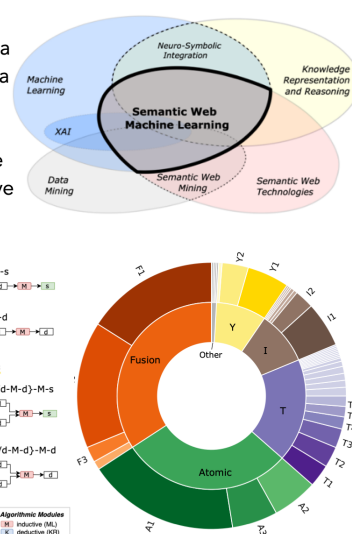 a
a
e
ve
Neuro-Symbolic
Integration
Machine
Learning
Knowledge
Representation
and Reasoning
Semantic Web
Machine Learning
XAI
Data
Mining
Semantic Web
Mining
Semantic Web
Technologies
-s
M s
-d
M d
d-M-d}-M-s
M s
/d-M-d}-M-d
M d
Algorithmic Modules
M inductive (ML)
K deductive (KR)
F1
Fusion
F3
Y2
Y1
Y
Other
I2
I1
I
T
T3
T2
T1
Atomic
A1
A3
A2